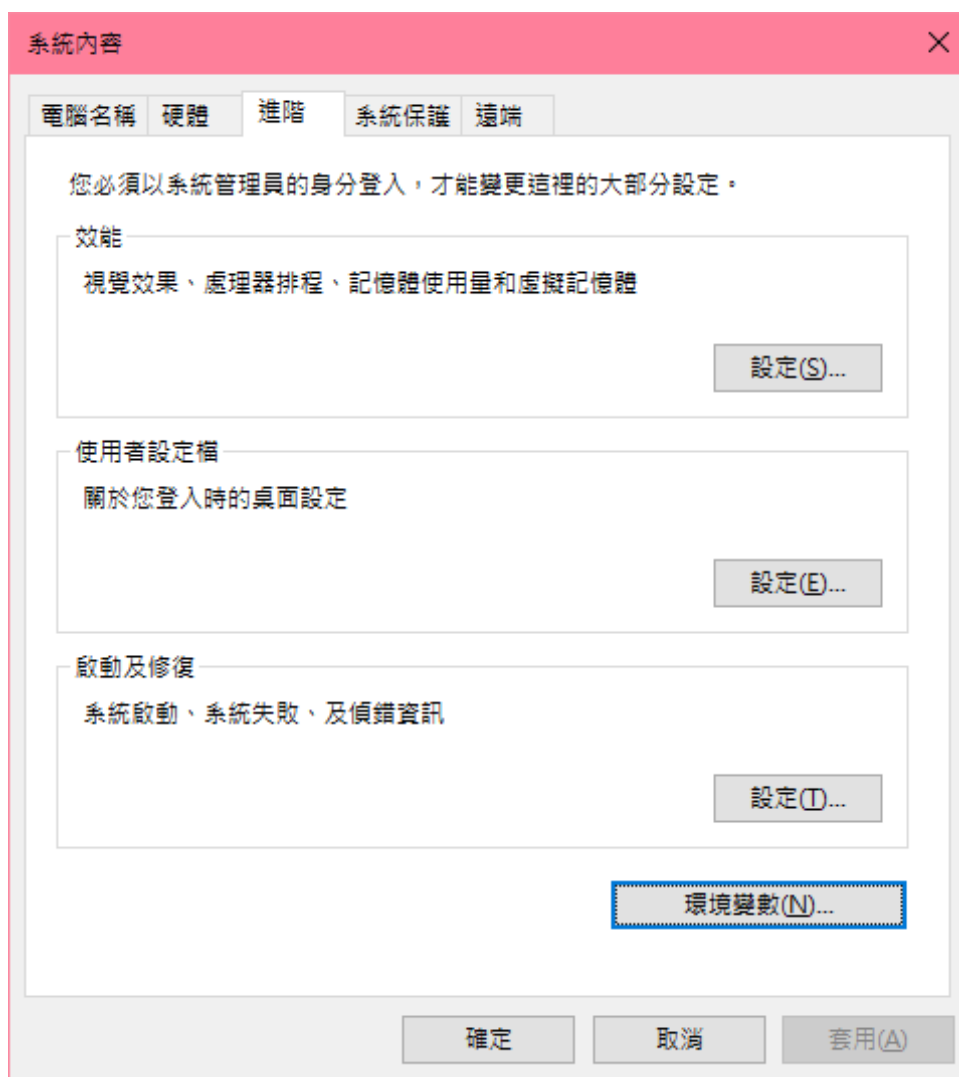 系統內容
電腦名稱 硬體 進階 系統保護 遠端
您必須以系統管理員的身分登入，才能變更這裡的大部分設定。
效能
視覺效果、處理器排程、記憶體使用量和虛擬記憶體
設定(S)...
使用者設定檔
關於您登入時的桌面設定
設定(E)...
啟動及修復
系統啟動、系統失敗、及偵錯資訊
設定(T)...
環境變數(N)...
確定 取消 套用(A)